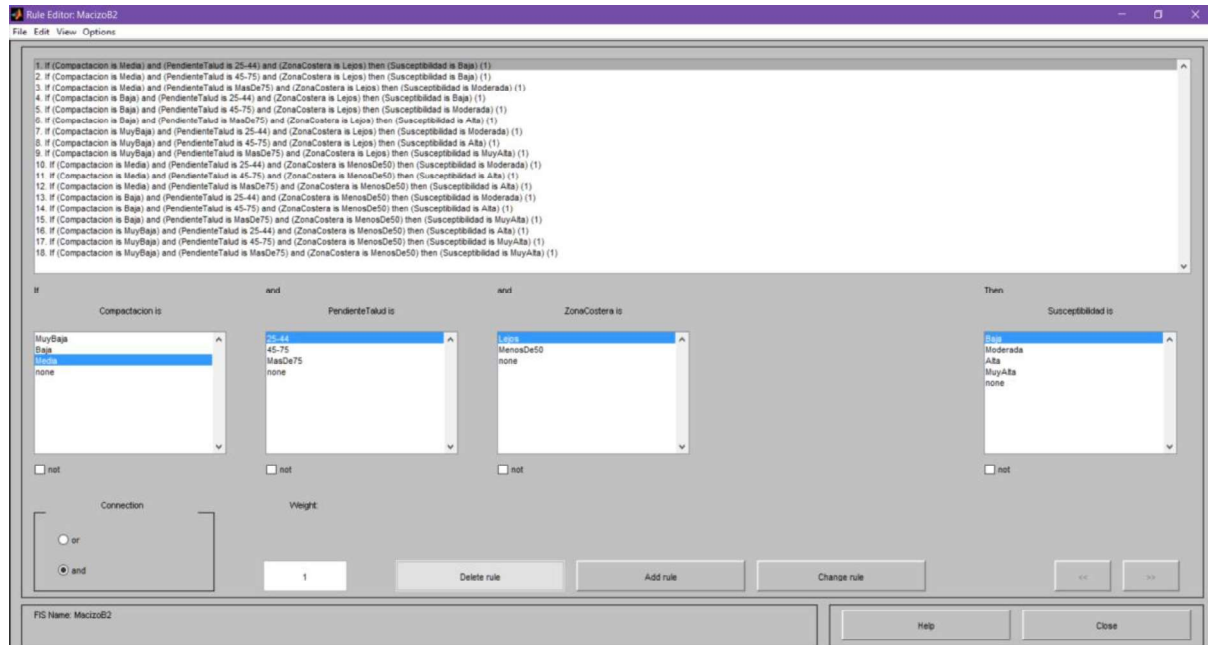 Rule Editor: MacizoB2
File Edit View Options
1. If (Compactacion is Media) and (PendienteTalud is 25-44) and (ZonaCostera is Lejos) then (Susceptibilidad is Baja) (1)
2. If (Compactacion is Media) and (PendienteTalud is 45-75) and (ZonaCostera is Lejos) then (Susceptibilidad is Baja) (1)
3. If (Compactacion is Media) and (PendienteTalud is MasDe75) and (ZonaCostera is Lejos) then (Susceptibilidad is Moderada) (1)
4. If (Compactacion is Baja) and (PendienteTalud is 25-44) and (ZonaCostera is Lejos) then (Susceptibilidad is Baja) (1)
5. If (Compactacion is Baja) and (PendienteTalud is 45-75) and (ZonaCostera is Lejos) then (Susceptibilidad is Moderada) (1)
6. If (Compactacion is Baja) and (PendienteTalud is MasDe75) and (ZonaCostera is Lejos) then (Susceptibilidad is Alta) (1)
7. If (Compactacion is MuyBaja) and (PendienteTalud is 25-44) and (ZonaCostera is Lejos) then (Susceptibilidad is Moderada) (1)
8. If (Compactacion is MuyBaja) and (PendienteTalud is 45-75) and (ZonaCostera is Lejos) then (Susceptibilidad is Alta) (1)
9. If (Compactacion is MuyBaja) and (PendienteTalud is MasDe75) and (ZonaCostera is Lejos) then (Susceptibilidad is MuyAlta) (1)
10. If (Compactacion is Media) and (PendienteTalud is 25-44) and (ZonaCostera is MenosDe50) then (Susceptibilidad is Moderada) (1)
11. If (Compactacion is Media) and (PendienteTalud is 45-75) and (ZonaCostera is MenosDe50) then (Susceptibilidad is Alta) (1)
12. If (Compactacion is Media) and (PendienteTalud is MasDe75) and (ZonaCostera is MenosDe50) then (Susceptibilidad is Alta) (1)
13. If (Compactacion is Baja) and (PendienteTalud is 25-44) and (ZonaCostera is MenosDe50) then (Susceptibilidad is Moderada) (1)
14. If (Compactacion is Baja) and (PendienteTalud is 45-75) and (ZonaCostera is MenosDe50) then (Susceptibilidad is Alta) (1)
15. If (Compactacion is Baja) and (PendienteTalud is MasDe75) and (ZonaCostera is MenosDe50) then (Susceptibilidad is MuyAlta) (1)
16. If (Compactacion is MuyBaja) and (PendienteTalud is 25-44) and (ZonaCostera is MenosDe50) then (Susceptibilidad is Alta) (1)
17. If (Compactacion is MuyBaja) and (PendienteTalud is 45-75) and (ZonaCostera is MenosDe50) then (Susceptibilidad is MuyAlta) (1)
18. If (Compactacion is MuyBaja) and (PendienteTalud is MasDe75) and (ZonaCostera is MenosDe50) then (Susceptibilidad is MuyAlta) (1)
If and and Then
Compactacion is PendienteTalud is ZonaCostera is Susceptibilidad is
MuyBaja 25-44 Lejos Baja
Baja 45-75 MenosDe50 Moderada
Media MasDe75 none Alta
none none MuyAlta
none
not not not not
Connection Weight:
or
and 1 Delete rule Add rule Change rule << >>
FIS Name: MacizoB2 Help Close